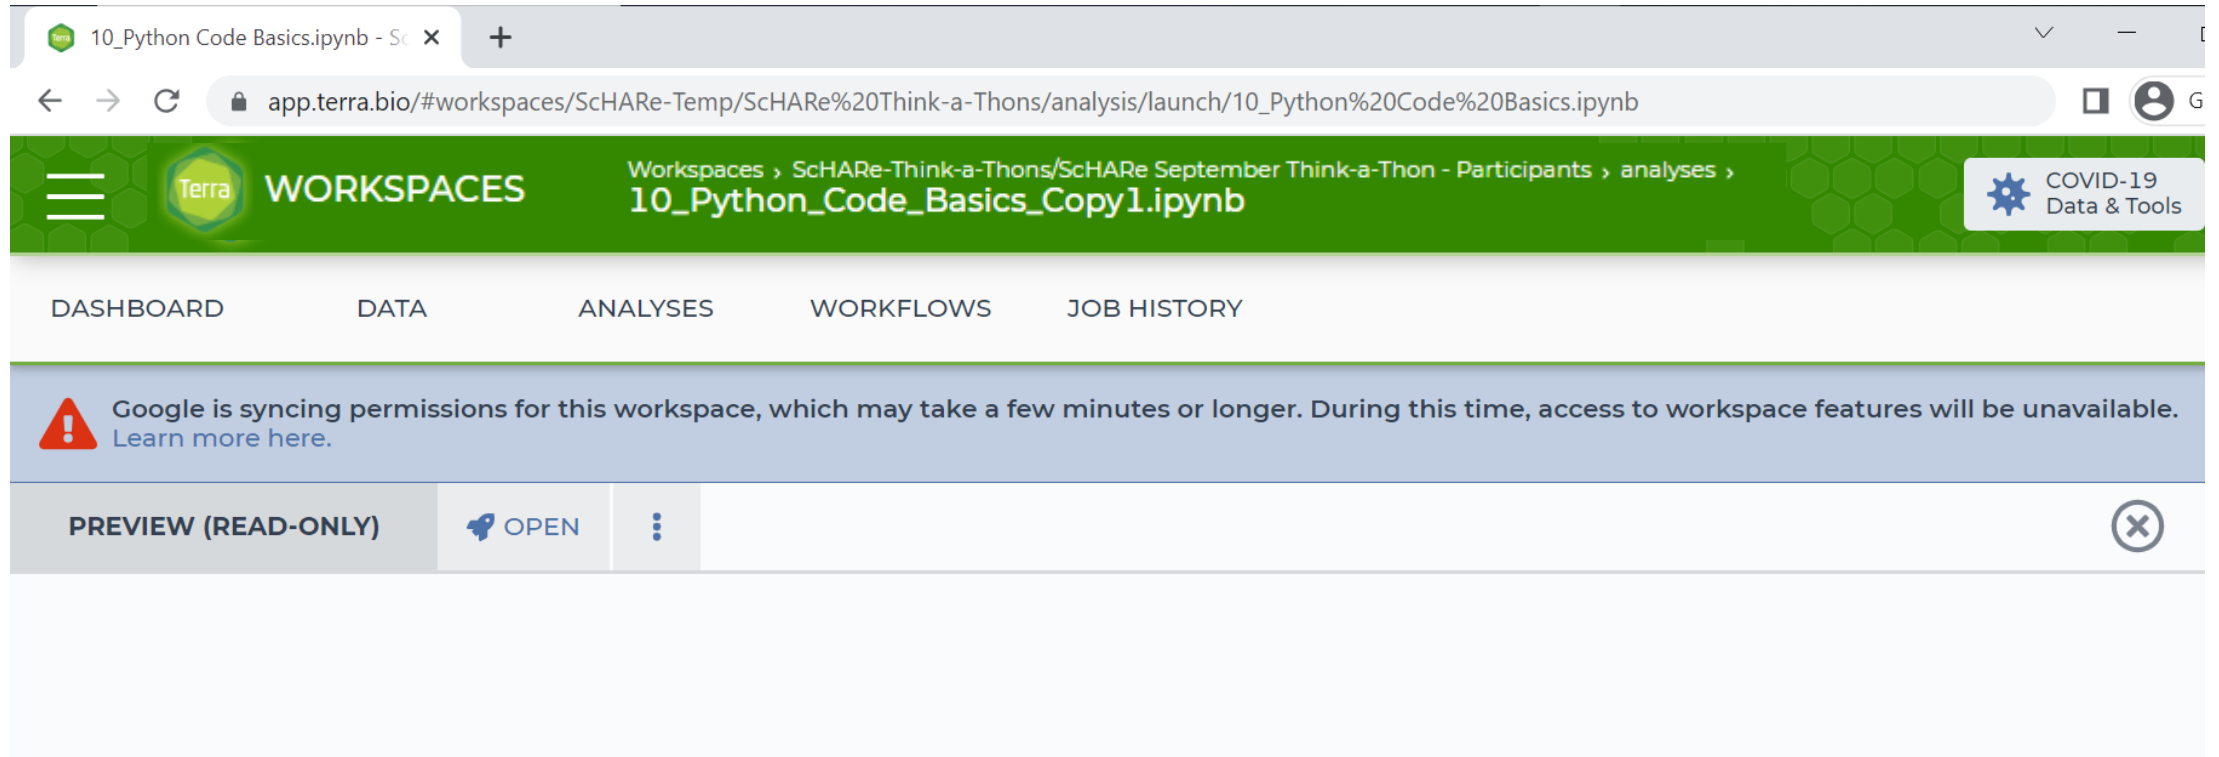 10_Python Code Basics.ipynb - Sc
app.terra.bio/#workspaces/ScHARe-Temp/ScHARe%20Think-a-Thons/analysis/launch/10_Python%20Code%20Basics.ipynb
G
Terra
WORKSPACES
Workspaces › ScHARe-Think-a-Thons/ScHARe September Think-a-Thon - Participants › analyses ›
10_Python_Code_Basics_Copy1.ipynb
COVID-19
Data & Tools
DASHBOARD DATA ANALYSES WORKFLOWS JOB HISTORY
Google is syncing permissions for this workspace, which may take a few minutes or longer. During this time, access to workspace features will be unavailable.
Learn more here.
PREVIEW (READ-ONLY) OPEN